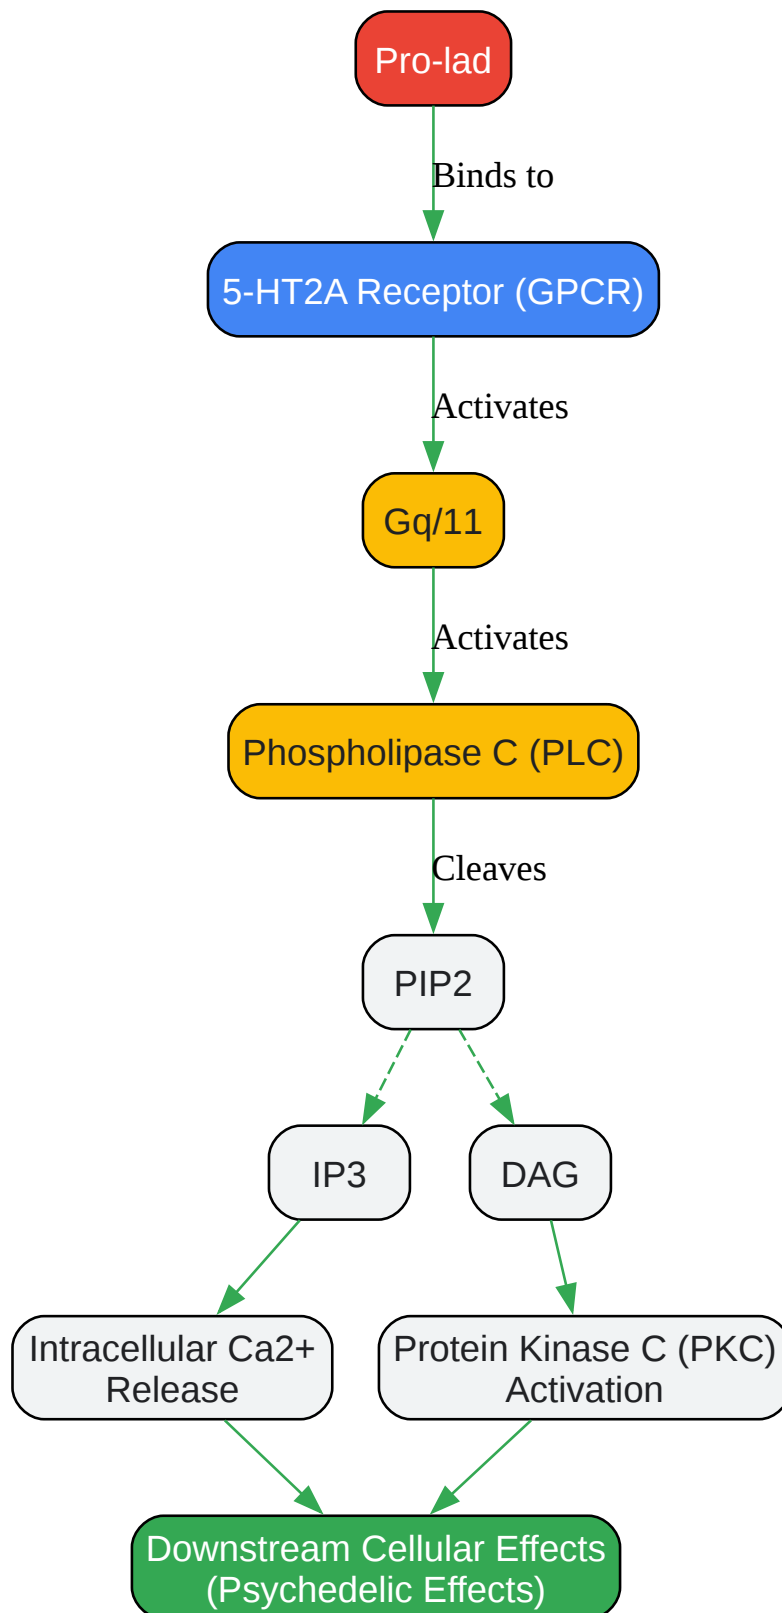 Pro-lad
Binds to
5-HT2A Receptor (GPCR)
Activates
Gq/11
Activates
Phospholipase C (PLC)
Cleaves
PIP2
IP3
DAG
Intracellular Ca2+
Release
Protein Kinase C (PKC)
Activation
Downstream Cellular Effects
(Psychedelic Effects)